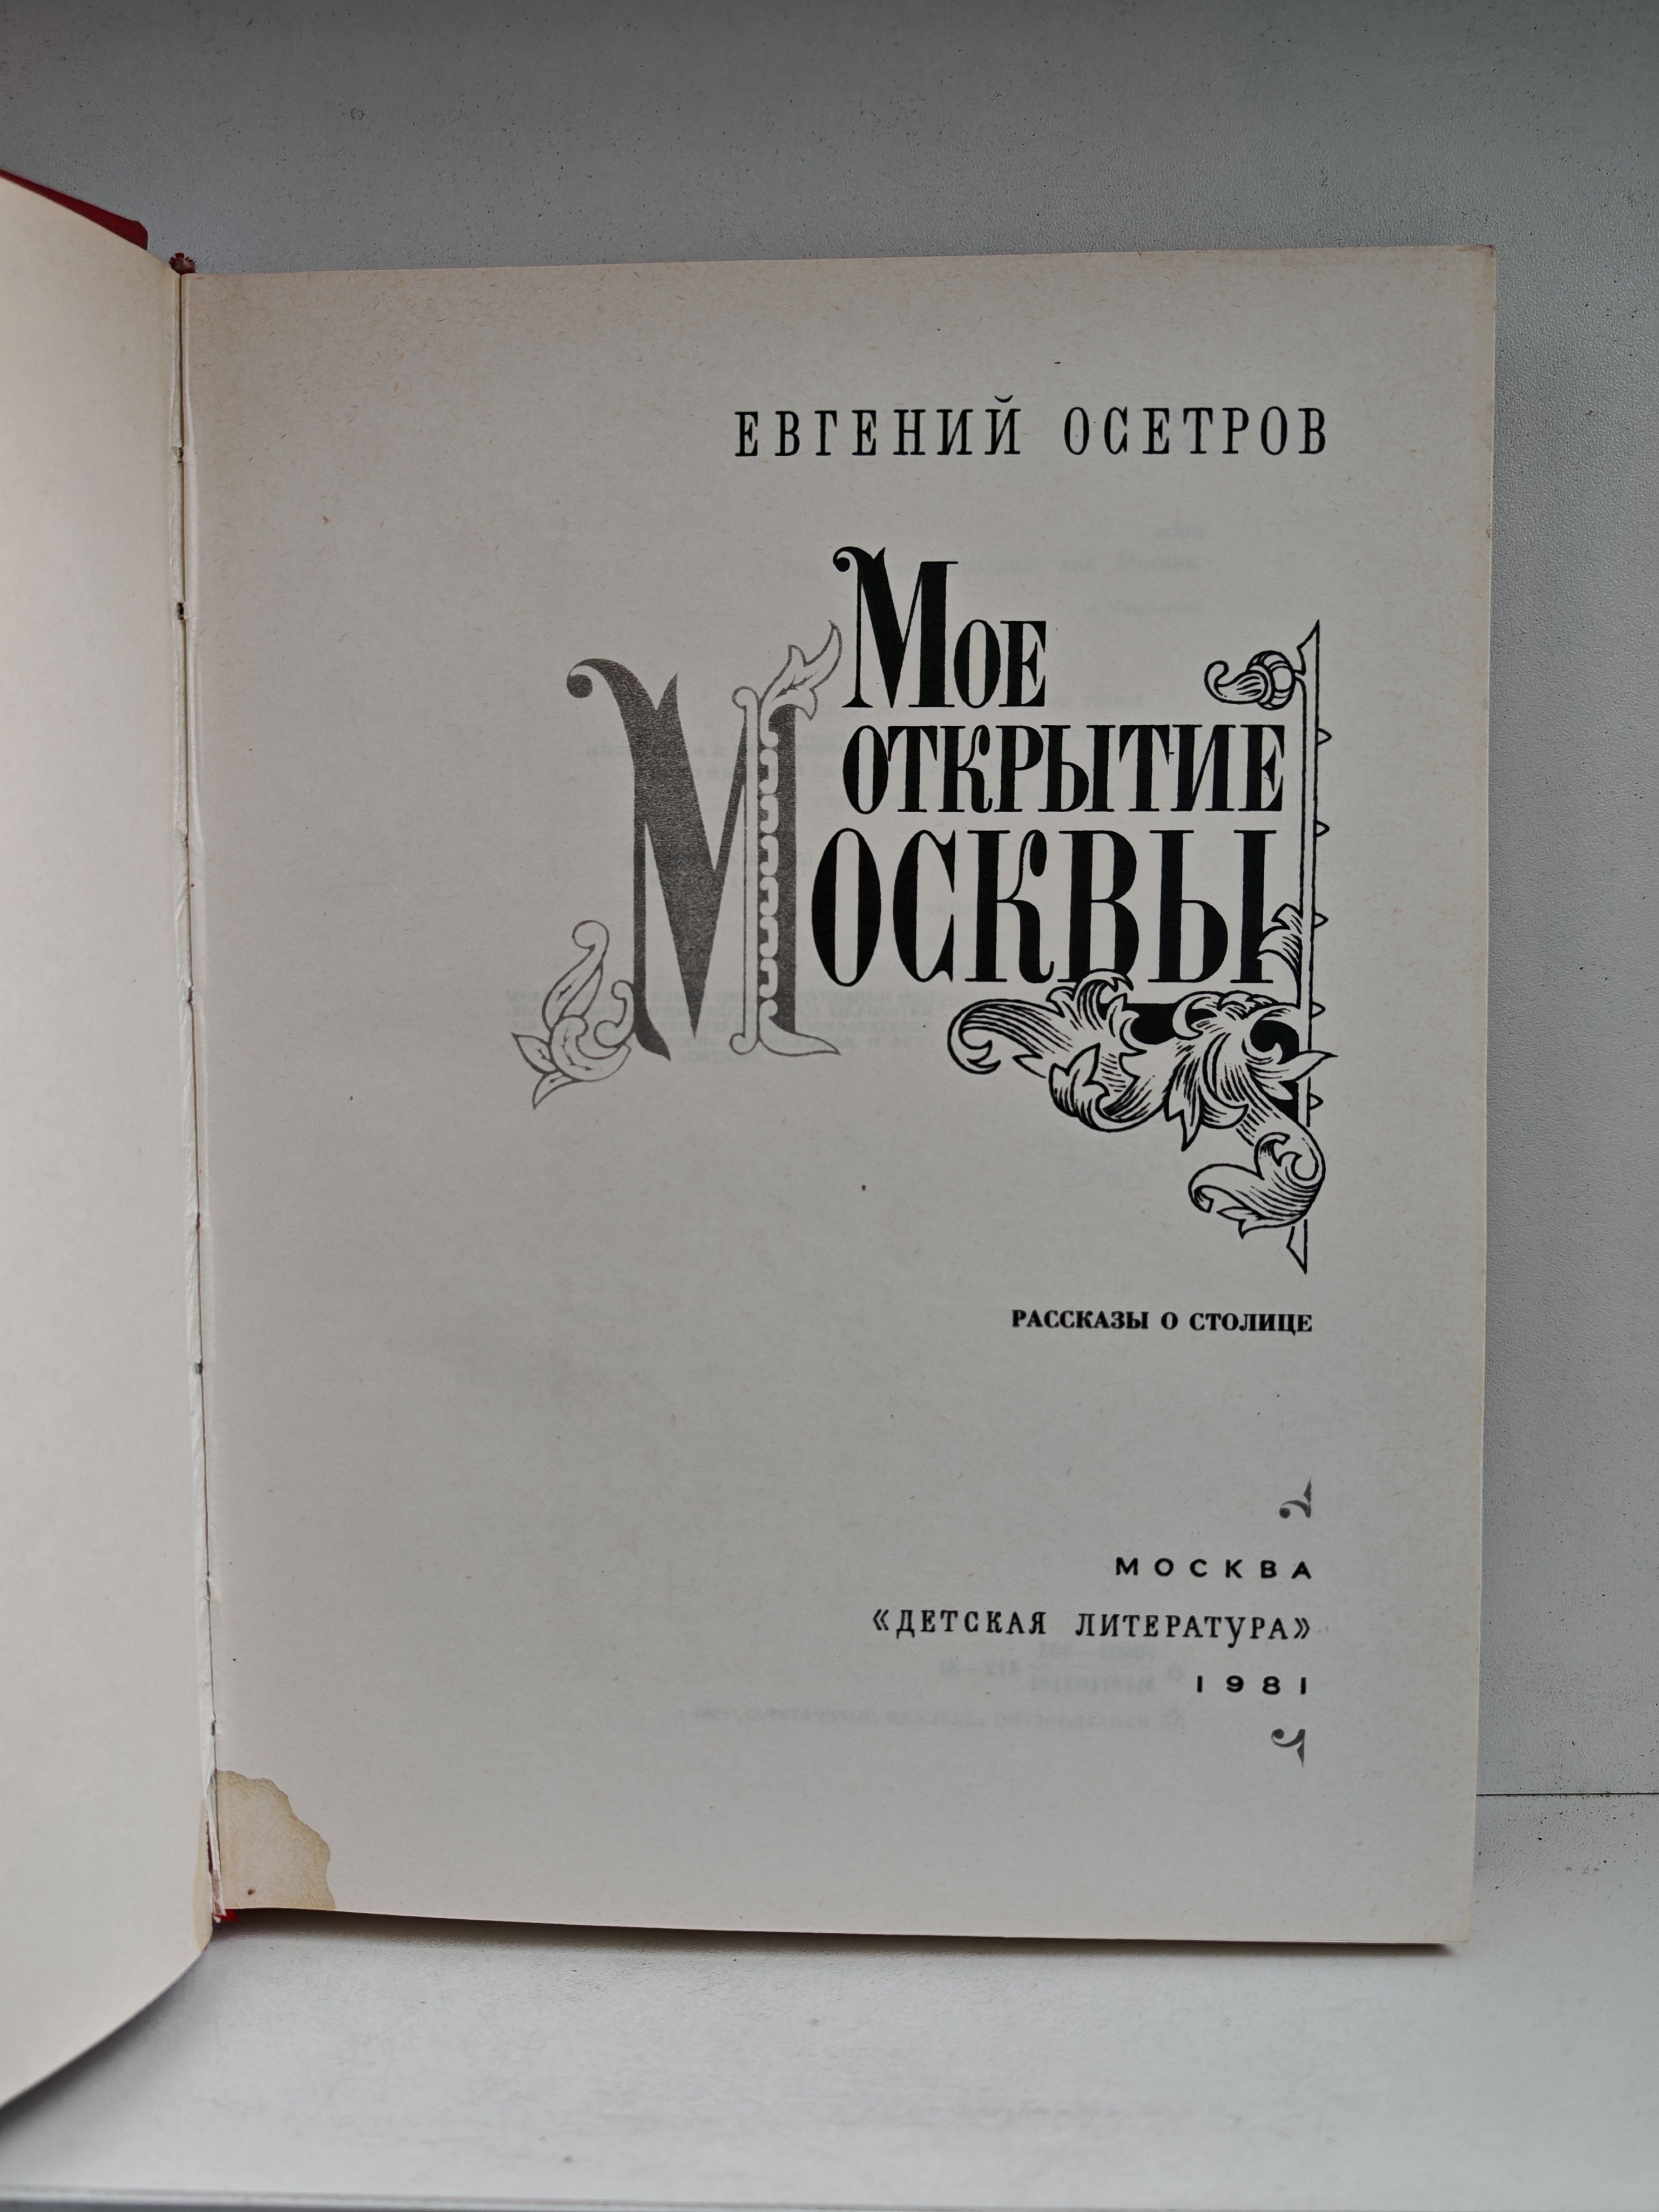 ЕВГЕНИЙ ОСЕТРОВ
Мое
открытие
Москвы
РАССКАЗЫ О СТОЛИЦЕ
МОСКВА
«ДЕТСКАЯ ЛИТЕРАТУРА»
1981